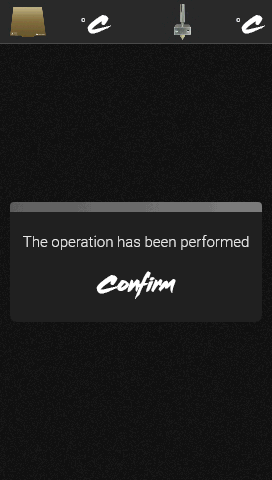 °C °C
The operation has been performed
Confirm